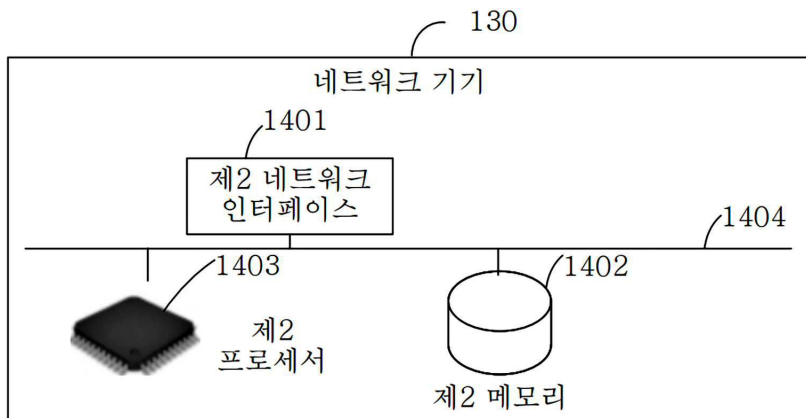 130
네트워크 기기
1401
제2 네트워크
인터페이스
1404
1403
1402
제2
프로세서
제2 메모리